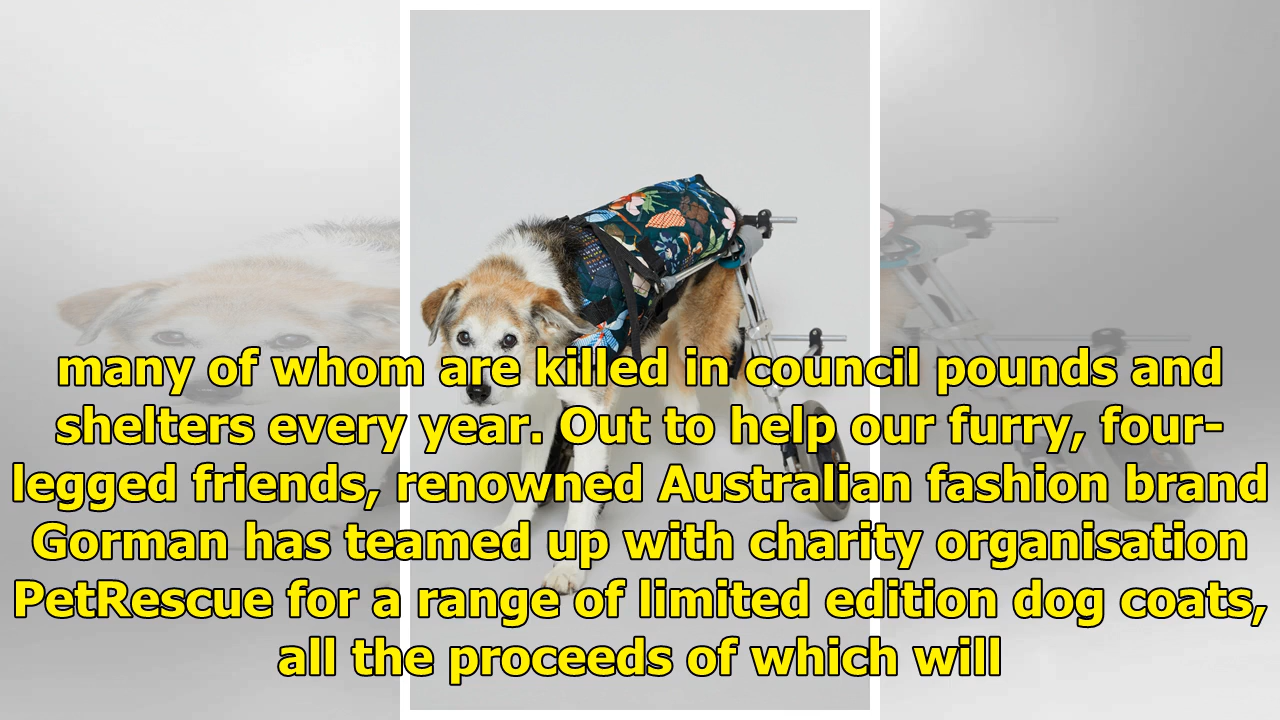 many of whom are killed in council pounds and
shelters every year. Out to help our furry, four-
legged friends, renowned Australian fashion brand
Gorman has teamed up with charity organisation
PetRescue for a range of limited edition dog coats,
all the proceeds of which will